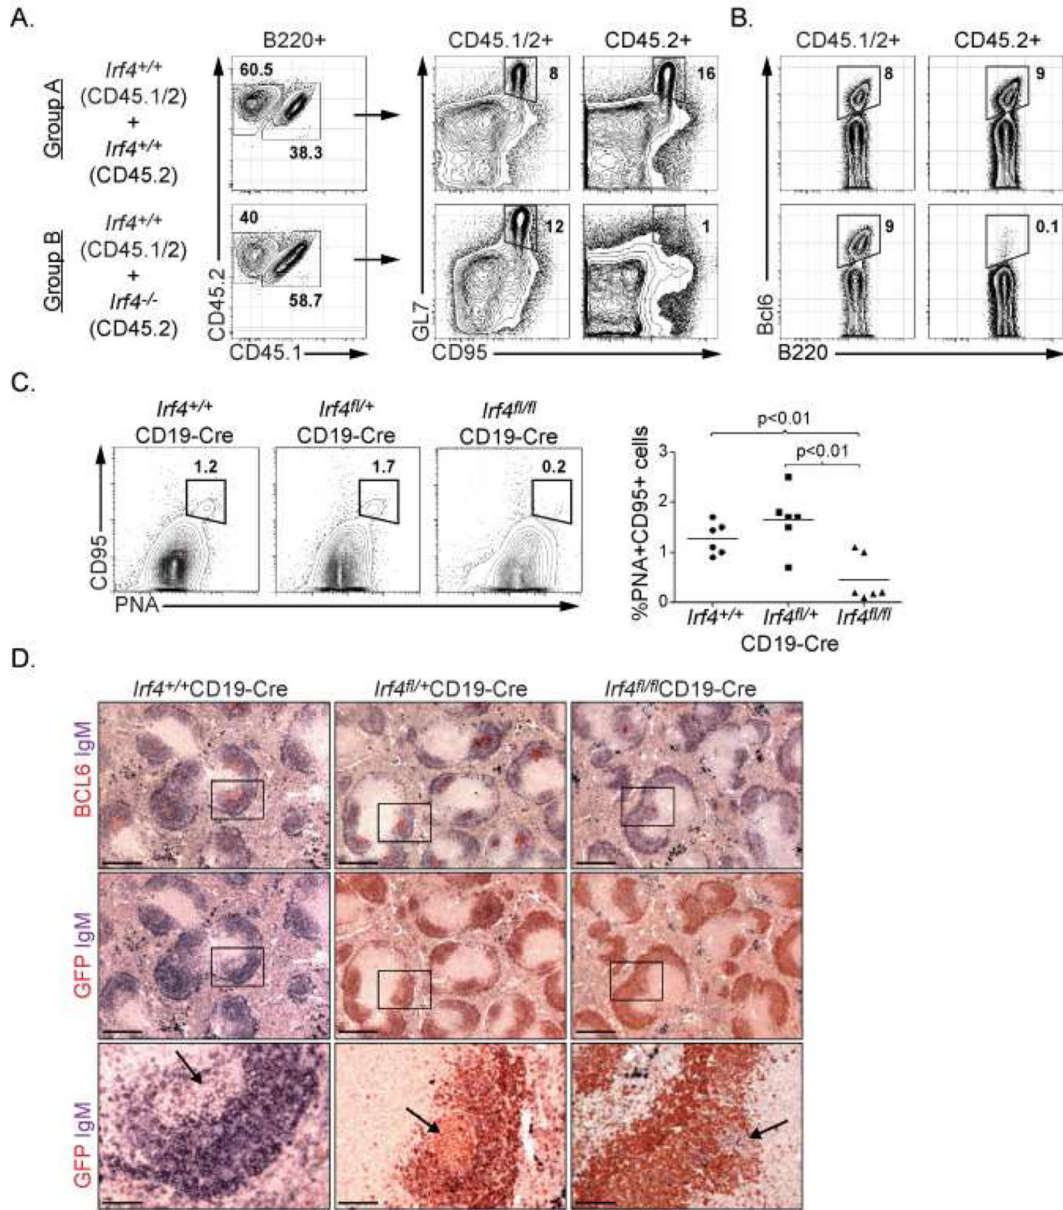 A.
B220+
CD45.1/2+
CD45.2+
Group A
Irf4+/+
(CD45.1/2)
+
Irf4+/+
(CD45.2)
60.5
38.3
8
16
Group B
Irf4+/+
(CD45.1/2)
+
Irf4-/-
(CD45.2)
40
58.7
12
1
CD45.2
CD45.1
GL7
CD95
B.
CD45.1/2+
CD45.2+
8
9
9
0.1
Bcl6
B220
C.
Irf4+/+
CD19-Cre
Irf4fl/+
CD19-Cre
Irf4fl/fl
CD19-Cre
1.2
1.7
0.2
CD95
PNA
p<0.01
p<0.01
%PNA+CD95+ cells
3
2
1
0
Irf4+/+
Irf4fl/+
Irf4fl/fl
CD19-Cre
D.
Irf4+/+CD19-Cre
Irf4fl/+CD19-Cre
Irf4fl/flCD19-Cre
BCL6 IgM
GFP IgM
GFP IgM